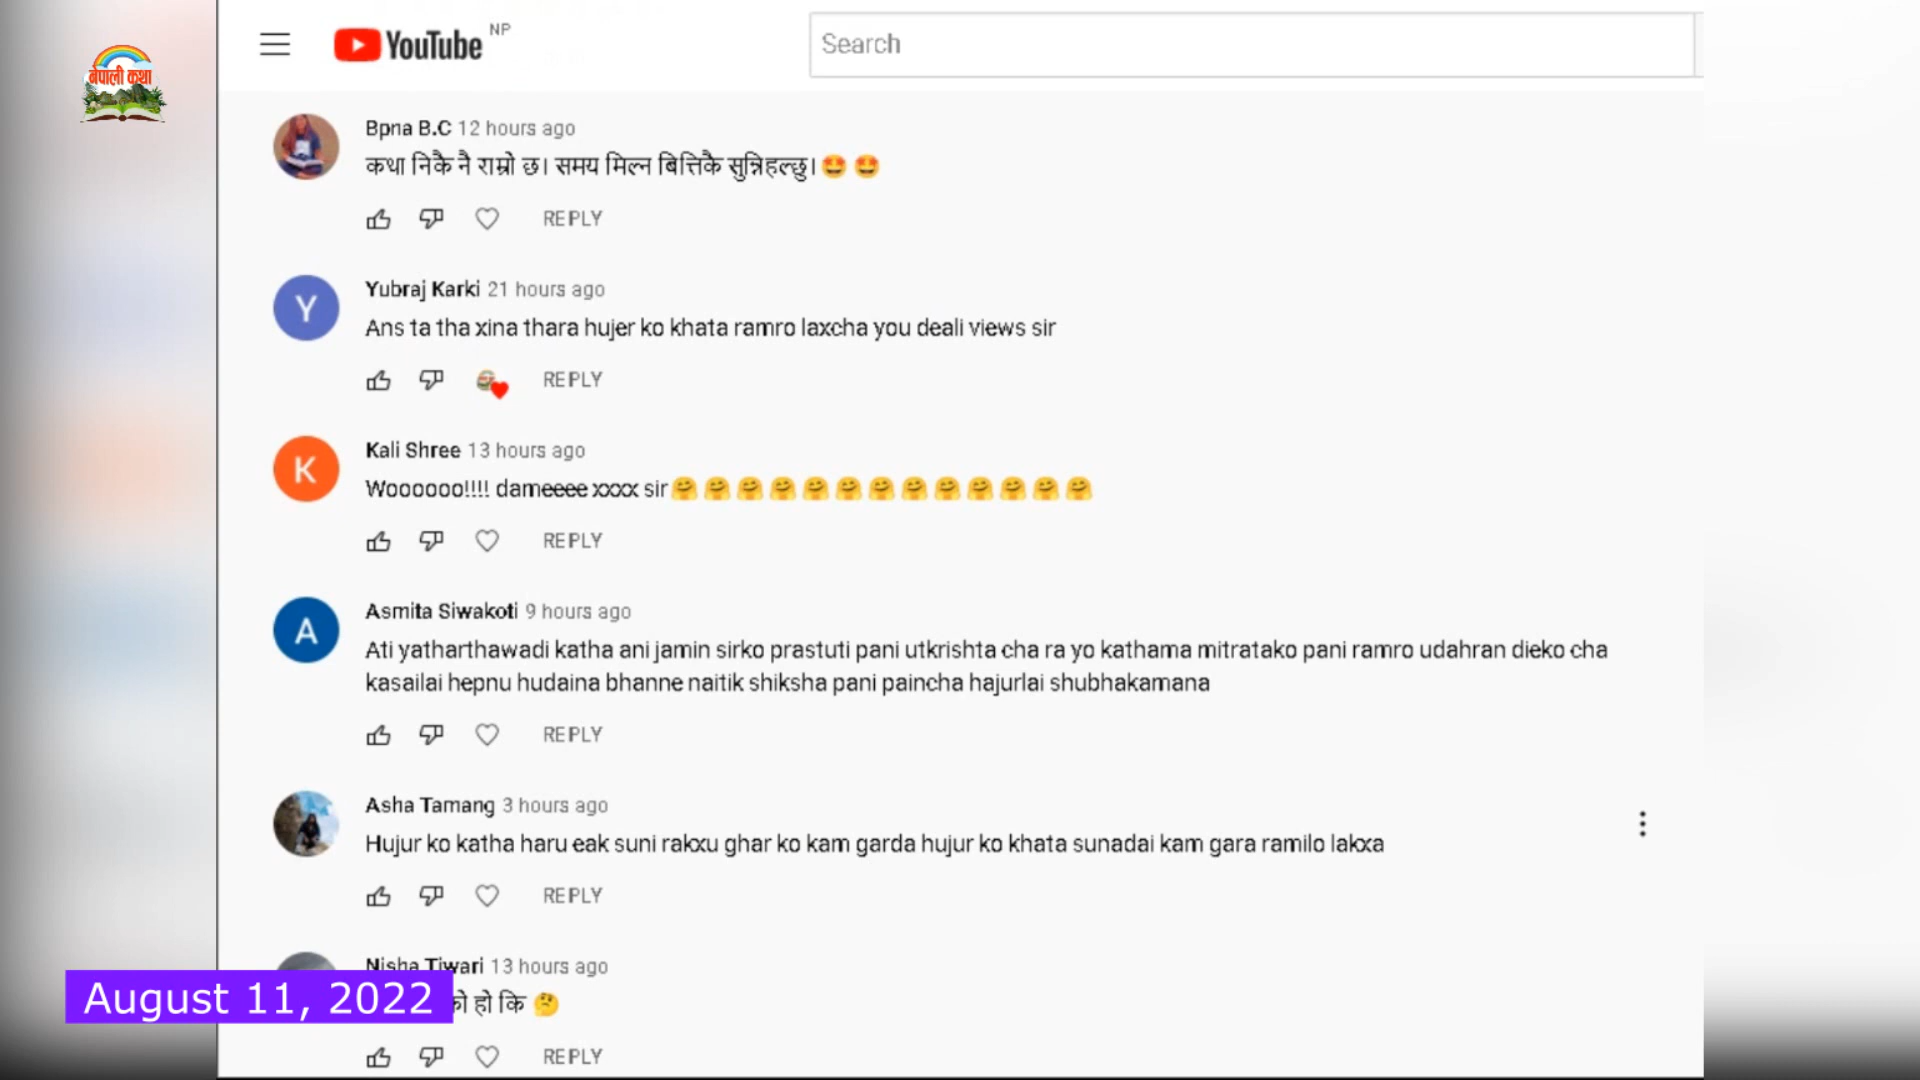 नेपाली कथा
YouTube NP
Search
Bpna B.C 12 hours ago
कथा निकै नै राम्रो छ। समय मिल्न बित्तिकै सुन्निहल्छु।🤩 🤩
REPLY
Yubraj Karki 21 hours ago
Ans ta tha xina thara hujer ko khata ramro laxcha you deali views sir
REPLY
K
Y
Kali Shree 13 hours ago
Woooooo!!!! dameeee xxxx sir🤗 🤗 🤗 🤗 🤗 🤗 🤗 🤗 🤗 🤗 🤗 🤗 🤗
REPLY
A
Asmita Siwakoti 9 hours ago
Ati yatharthawadi katha ani jamin sirko prastuti pani utkrishta cha ra yo kathama mitratako pani ramro udahran dieko cha
kasailai hepnu hudaina bhanne naitik shiksha pani paincha hajurlai shubhakamana
REPLY
Asha Tamang 3 hours ago
Hujur ko katha haru eak suni rakxu ghar ko kam garda hujur ko khata sunadai kam gara ramilo lakxa
REPLY
Nisha Tiwari 13 hours ago
हो कि 🤔
August 11, 2022
REPLY